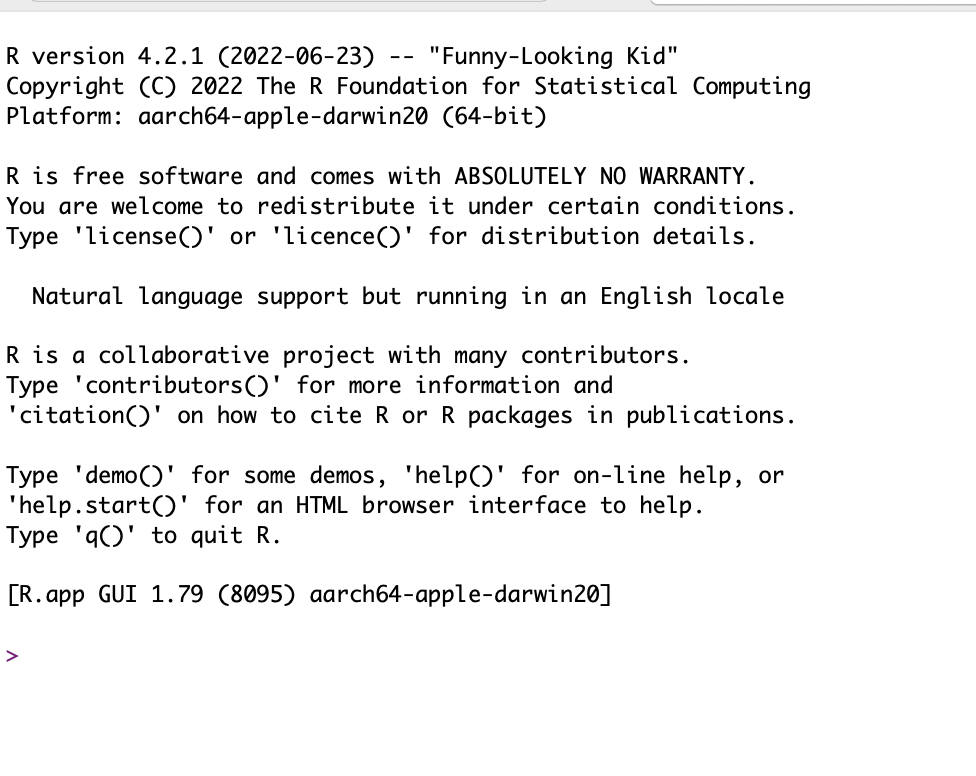 R version 4.2.1 (2022-06-23) -- "Funny-Looking Kid"
Copyright (C) 2022 The R Foundation for Statistical Computing
Platform: aarch64-apple-darwin20 (64-bit)
R is free software and comes with ABSOLUTELY NO WARRANTY.
You are welcome to redistribute it under certain conditions.
Type 'license()' or 'licence()' for distribution details.
Natural language support but running in an English locale
R is a collaborative project with many contributors.
Type 'contributors()' for more information and
'citation()' on how to cite R or R packages in publications.
Type 'demo()' for some demos, 'help()' for on-line help, or
'help.start()' for an HTML browser interface to help.
Type 'q()' to quit R.
[R.app GUI 1.79 (8095) aarch64-apple-darwin20]
>